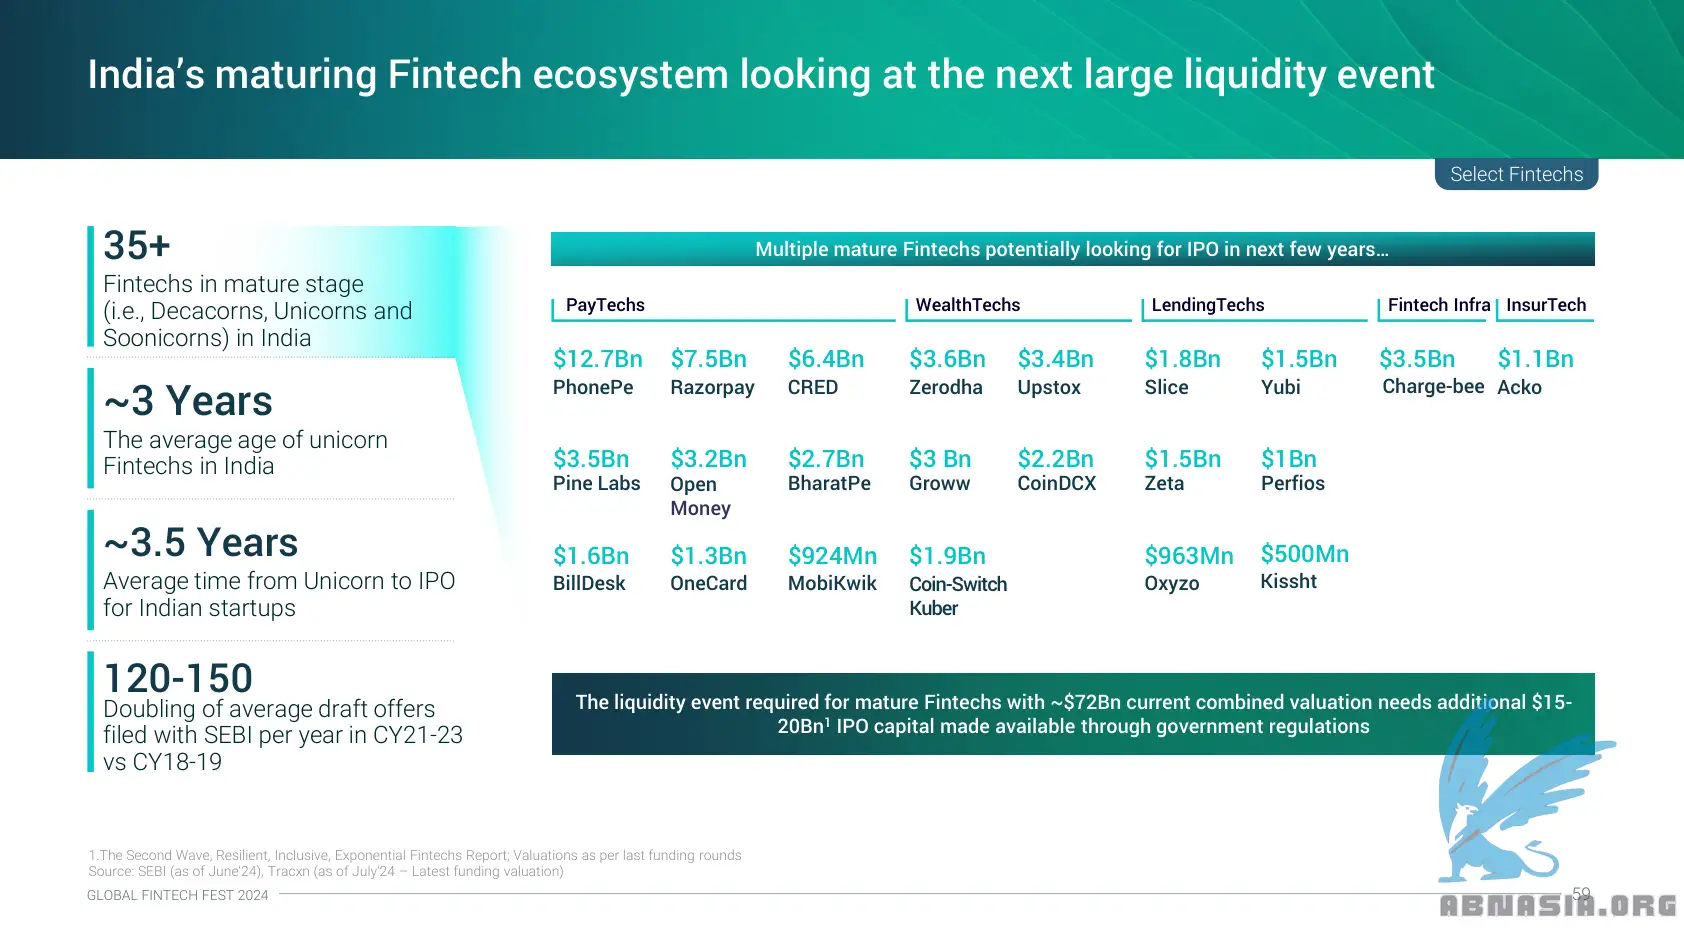 India’s maturing Fintech ecosystem looking at the next large liquidity event
Select Fintechs
35+
Fintechs in mature stage
(i.e., Decacorns, Unicorns and
Soonicorns) in India
~3 Years
The average age of unicorn
Fintechs in India
~3.5 Years
Average time from Unicorn to IPO
for Indian startups
120-150
Doubling of average draft offers
filed with SEBI per year in CY21-23
vs CY18-19
Multiple mature Fintechs potentially looking for IPO in next few years…
PayTechs WealthTechs LendingTechs Fintech Infra InsurTech
$12.7Bn $7.5Bn $6.4Bn $3.6Bn $3.4Bn $1.8Bn $1.5Bn $3.5Bn $1.1Bn
PhonePe Razorpay CRED Zerodha Upstox Slice Yubi Charge-bee Acko
$3.5Bn $3.2Bn $2.7Bn $3 Bn $2.2Bn $1.5Bn $1Bn
Pine Labs Open BharatPe Groww CoinDCX Zeta Perfios
Money
$1.6Bn $1.3Bn $924Mn $1.9Bn $963Mn $500Mn
BillDesk OneCard MobiKwik Coin-Switch Oxyzo Kissht
Kuber
The liquidity event required for mature Fintechs with ~$72Bn current combined valuation needs additional $15-
20Bn¹ IPO capital made available through government regulations
1.The Second Wave, Resilient, Inclusive, Exponential Fintechs Report; Valuations as per last funding rounds
Source: SEBI (as of June'24), Tracxn (as of July'24 – Latest funding valuation)
GLOBAL FINTECH FEST 2024
59
ABNASIA.ORG